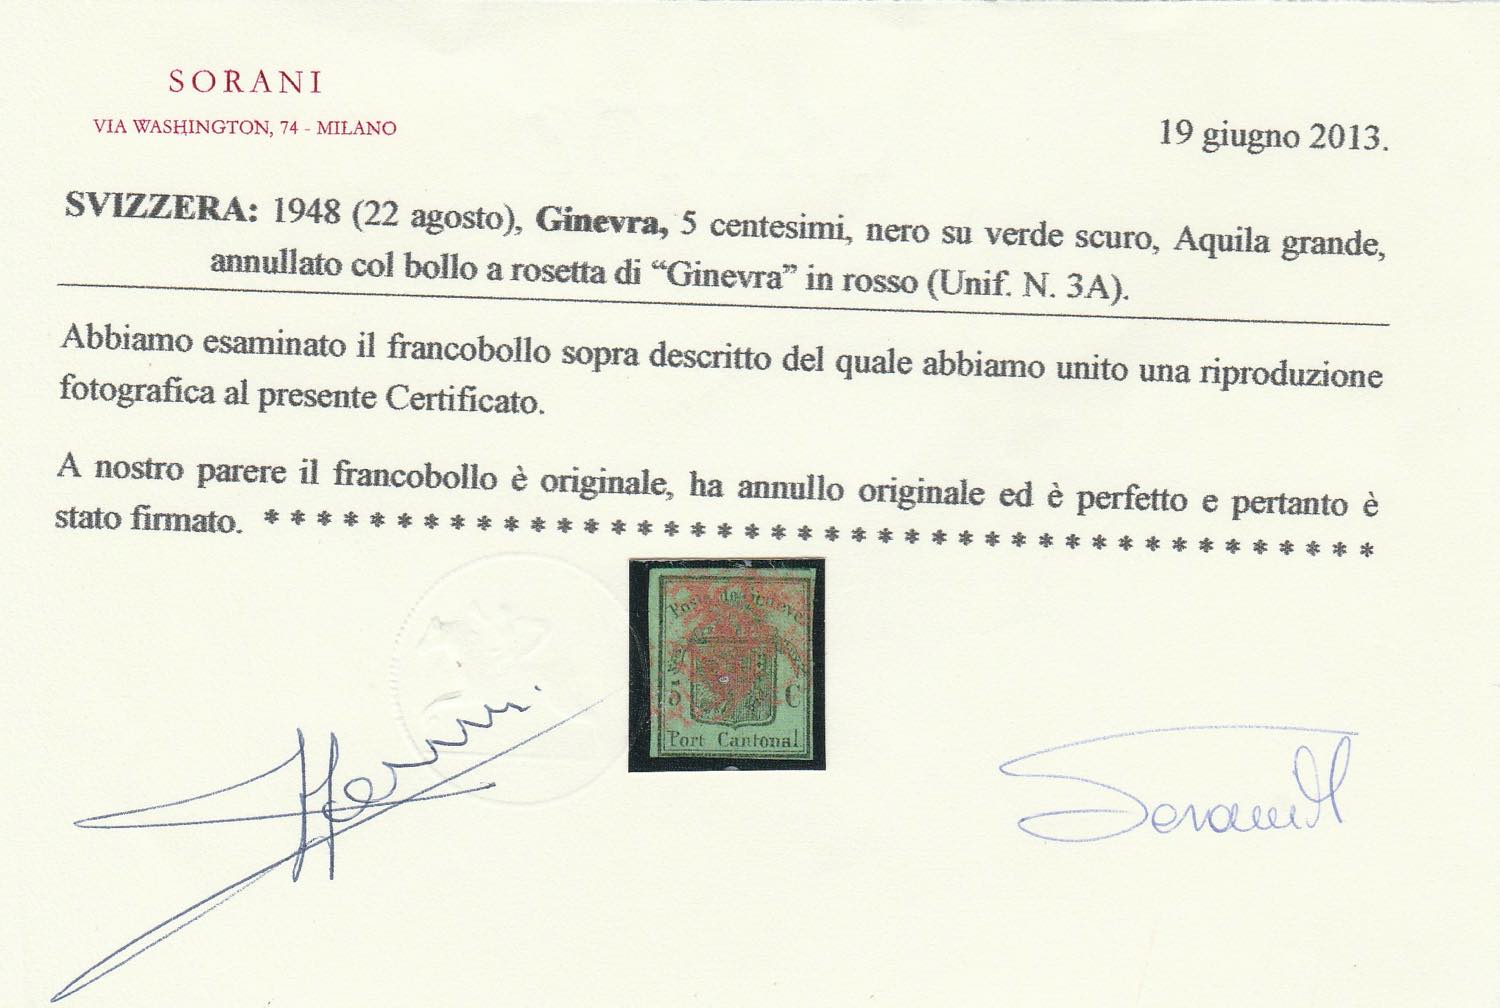 SORANI
VIA WASHINGTON, 74 - MILANO
19 giugno 2013.
SVIZZERA: 1948 (22 agosto), Ginevra, 5 centesimi, nero su verde scuro, Aquila grande,
annullato col bollo a rosetta di “Ginevra” in rosso (Unif. N. 3A).
Abbiamo esaminato il francobollo sopra descritto del quale abbiamo unito una riproduzione
fotografica al presente Certificato.
A nostro parere il francobollo è originale, ha annullo originale ed è perfetto e pertanto è
stato firmato. * * * * * * * * * * * * * * * * * * * * * * * * * * * * * * * * * * * * * * * * * *
Poste de Genève
5 C
Port Cantonal